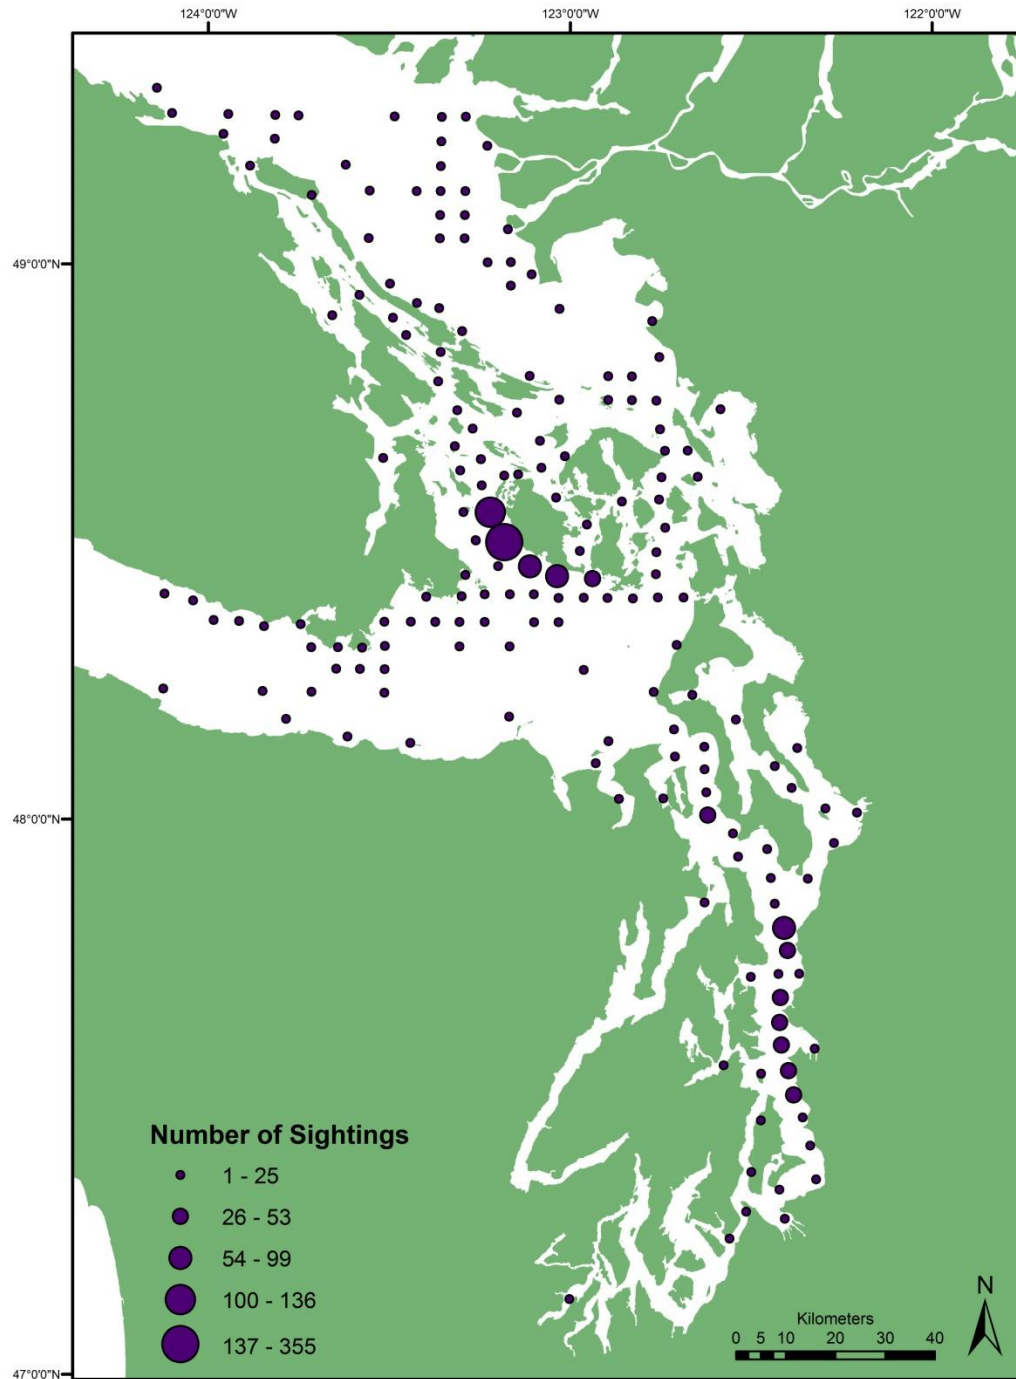 124°0'0"W
123°0'0"W
122°0'0"W
49°0'0"N
48°0'0"N
47°0'0"N
Number of Sightings
1 - 25
26 - 53
54 - 99
100 - 136
137 - 355
Kilometers
0 5 10 20 30 40
N